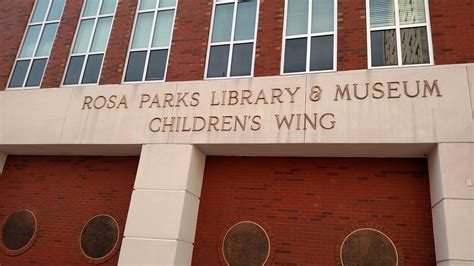 ROSA PARKS LIBRARY & MUSEUM
CHILDREN'S WING